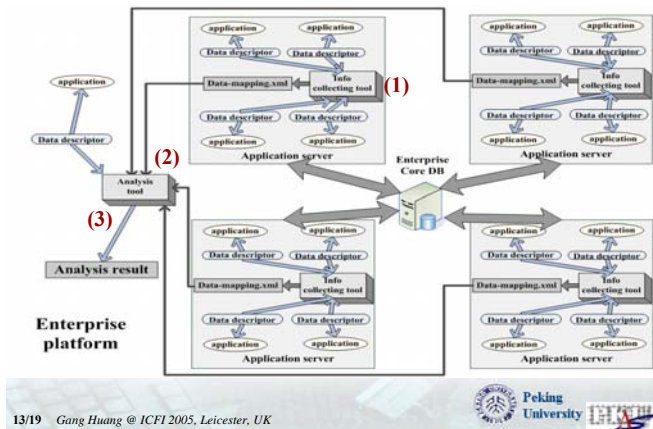 application
application
Data descriptor
Data descriptor
Data-mapping.xml
Info
collecting tool
(1)
Data descriptor
Data descriptor
application
application
Application server
application
application
Data descriptor
Data descriptor
Data-mapping.xml
Info
collecting tool
Data descriptor
Data descriptor
application
application
Application server
application
Data descriptor
(2)
Analysis
tool
(3)
Analysis result
Enterprise
Core DB
application
application
Data descriptor
Data descriptor
Data-mapping.xml
Info
collecting tool
Data descriptor
Data descriptor
application
application
Application server
application
application
Data descriptor
Data descriptor
Data-mapping.xml
Info
collecting tool
Data descriptor
Data descriptor
application
application
Application server
Enterprise
platform
13/19 Gang Huang @ ICFI 2005, Leicester, UK
Peking
University